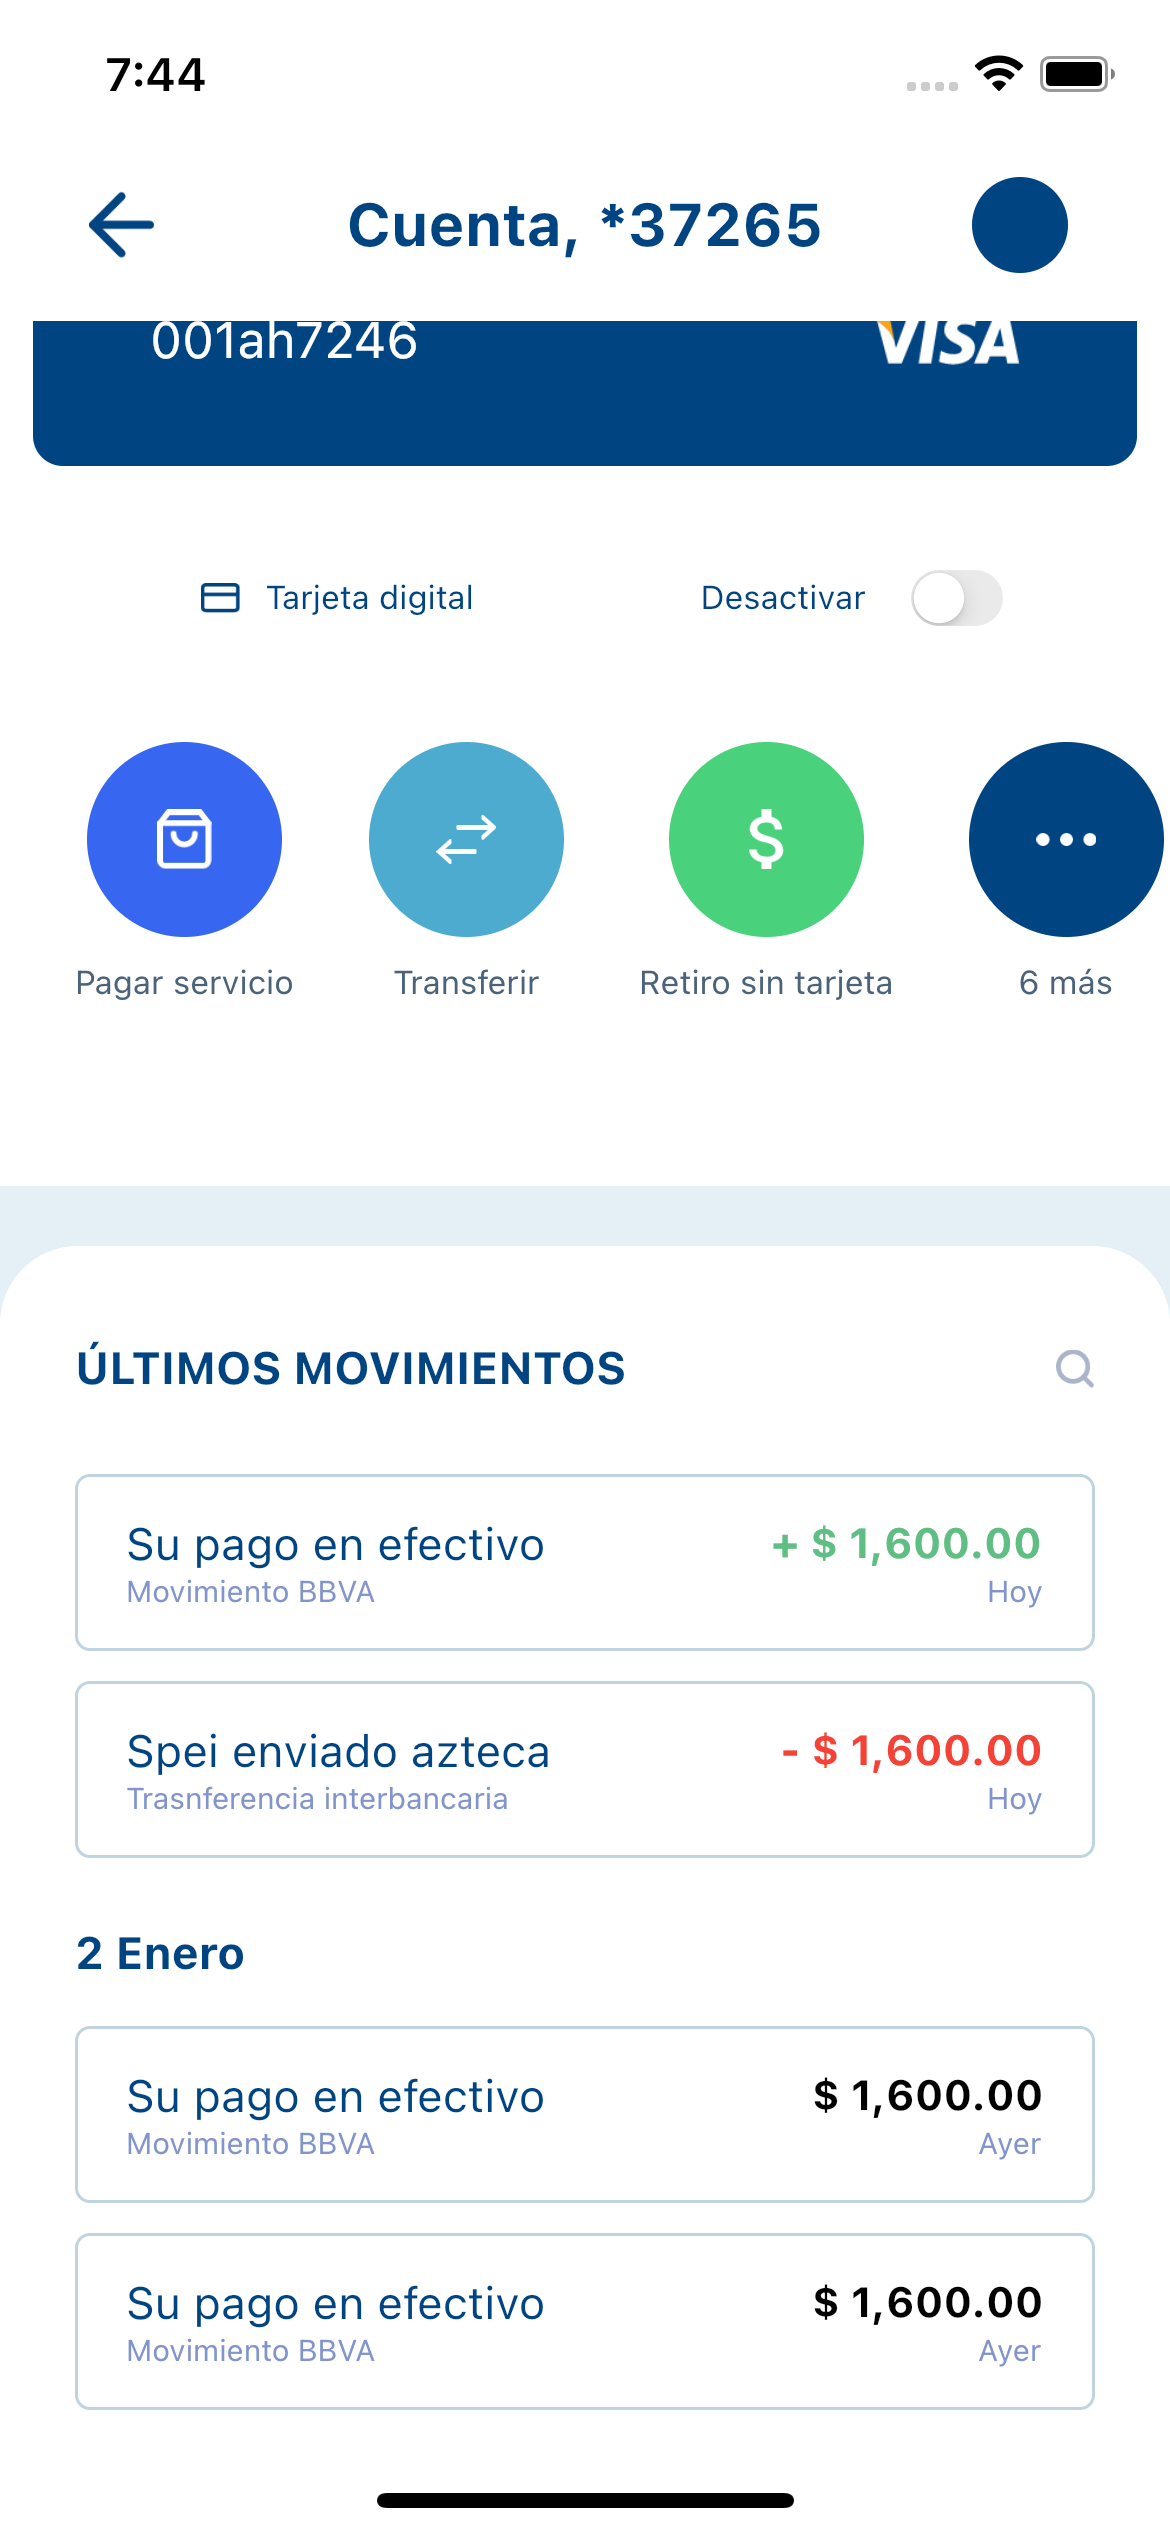 7:44
Cuenta, *37265
001ah7246
VISA
Tarjeta digital
Desactivar
Pagar servicio
Transferir
Retiro sin tarjeta
6 más
ÚLTIMOS MOVIMIENTOS
Su pago en efectivo
+ $ 1,600.00
Movimiento BBVA
Hoy
Spei enviado azteca
- $ 1,600.00
Trasnferencia interbancaria
Hoy
2 Enero
Su pago en efectivo
$ 1,600.00
Movimiento BBVA
Ayer
Su pago en efectivo
$ 1,600.00
Movimiento BBVA
Ayer